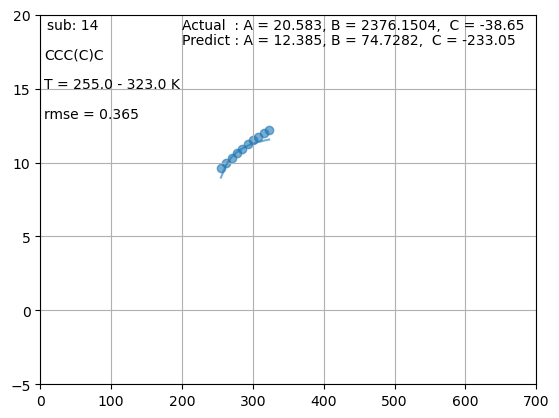 sub: 14
Actual : A = 20.583, B = 2376.1504, C = -38.65
Predict : A = 12.385, B = 74.7282, C = -233.05
CCC(C)C
T = 255.0 - 323.0 K
rmse = 0.365
20
15
10
5
0
−5
0 100 200 300 400 500 600 700